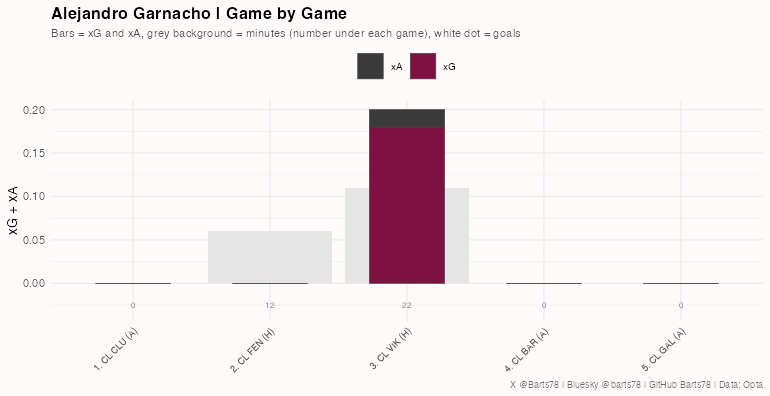 Alejandro Garnacho | Game by Game
Bars = xG and xA, grey background = minutes (number under each game), white dot = goals
xA xG
xG + xA
0.20
0.15
0.10
0.05
0.00
0 12 22 0 0
1. CL CLU (A) 2. CL FEN (H) 3. CL VIK (H) 4. CL BAR (A) 5. CL GAL (A)
X @Barts78 | Bluesky @barts78 | GitHub Barts78 | Data: Opta